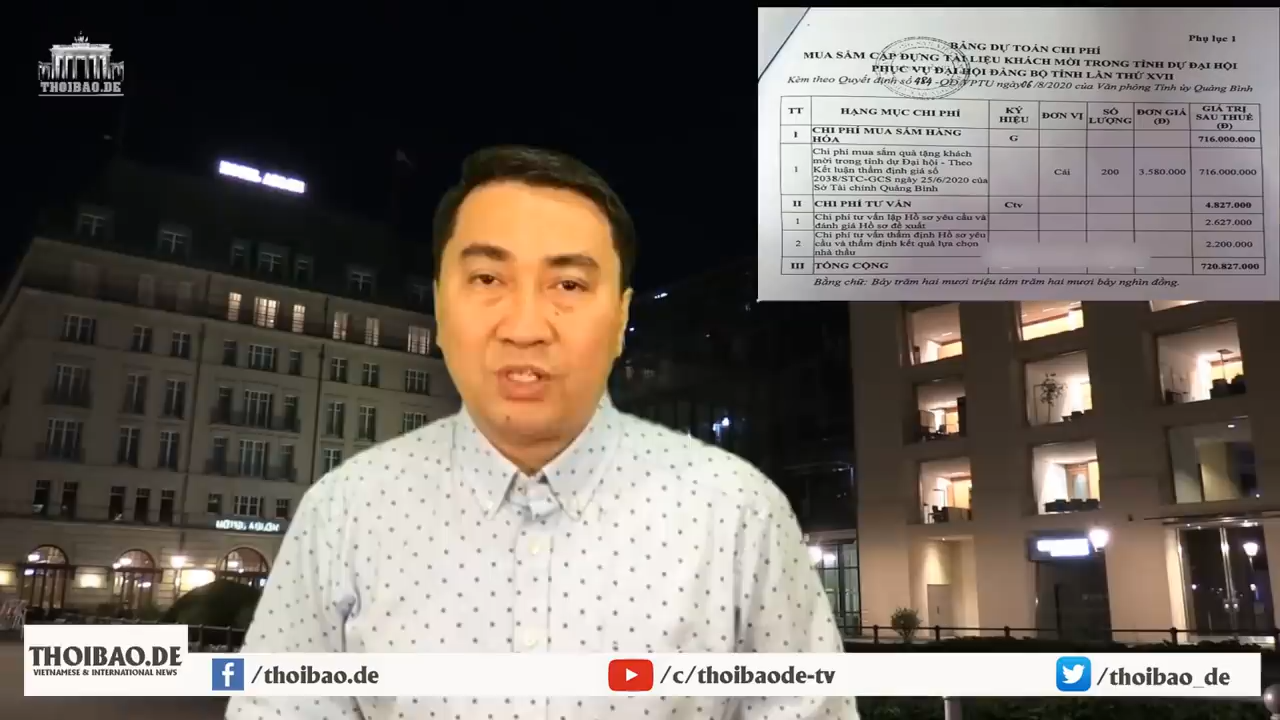 THOIBAO.DE
HOTEL ADLON
Phụ lục 1
BẢNG DỰ TOÁN CHI PHÍ
MUA SẮM CẶP ĐỰNG TÀI LIỆU KHÁCH MỜI TRONG TỈNH DỰ ĐẠI HỘI
PHỤC VỤ ĐẠI HỘI ĐẢNG BỘ TỈNH LẦN THỨ XVII
Kèm theo Quyết định số -QĐ/VPTU ngày 06/8/2020 của Văn phòng Tỉnh ủy Quảng Bình
TT HẠNG MỤC CHI PHÍ KÝ HIỆU ĐƠN VỊ SỐ LƯỢNG ĐƠN GIÁ (Đ) GIÁ TRỊ SAU THUẾ (Đ)
I CHI PHÍ MUA SẮM HÀNG HÓA G 716.000.000
1 Chi phí mua sắm quà tặng khách
mời trong tỉnh dự Đại hội - Theo
Kết luận thẩm định giá số
2038/STC-GCS ngày 25/6/2020 của
Sở Tài chính Quảng Bình Cái 200 3.580.000 716.000.000
II CHI PHÍ TƯ VẤN Ctv 4.827.000
1 Chi phí tư vấn lập Hồ sơ yêu cầu và
đánh giá Hồ sơ đề xuất 2.627.000
2 Chi phí tư vấn thẩm định Hồ sơ yêu
cầu và thẩm định kết quả lựa chọn
nhà thầu 2.200.000
III TỔNG CỘNG 720.827.000
Bằng chữ: Bảy trăm hai mươi triệu tám trăm hai mươi bảy nghìn đồng.
HOTEL ADLON
THOIBAO.DE
VIETNAMESE & INTERNATIONAL NEWS
/thoibao.de
/c/thoibaode-tv
/thoibao_de